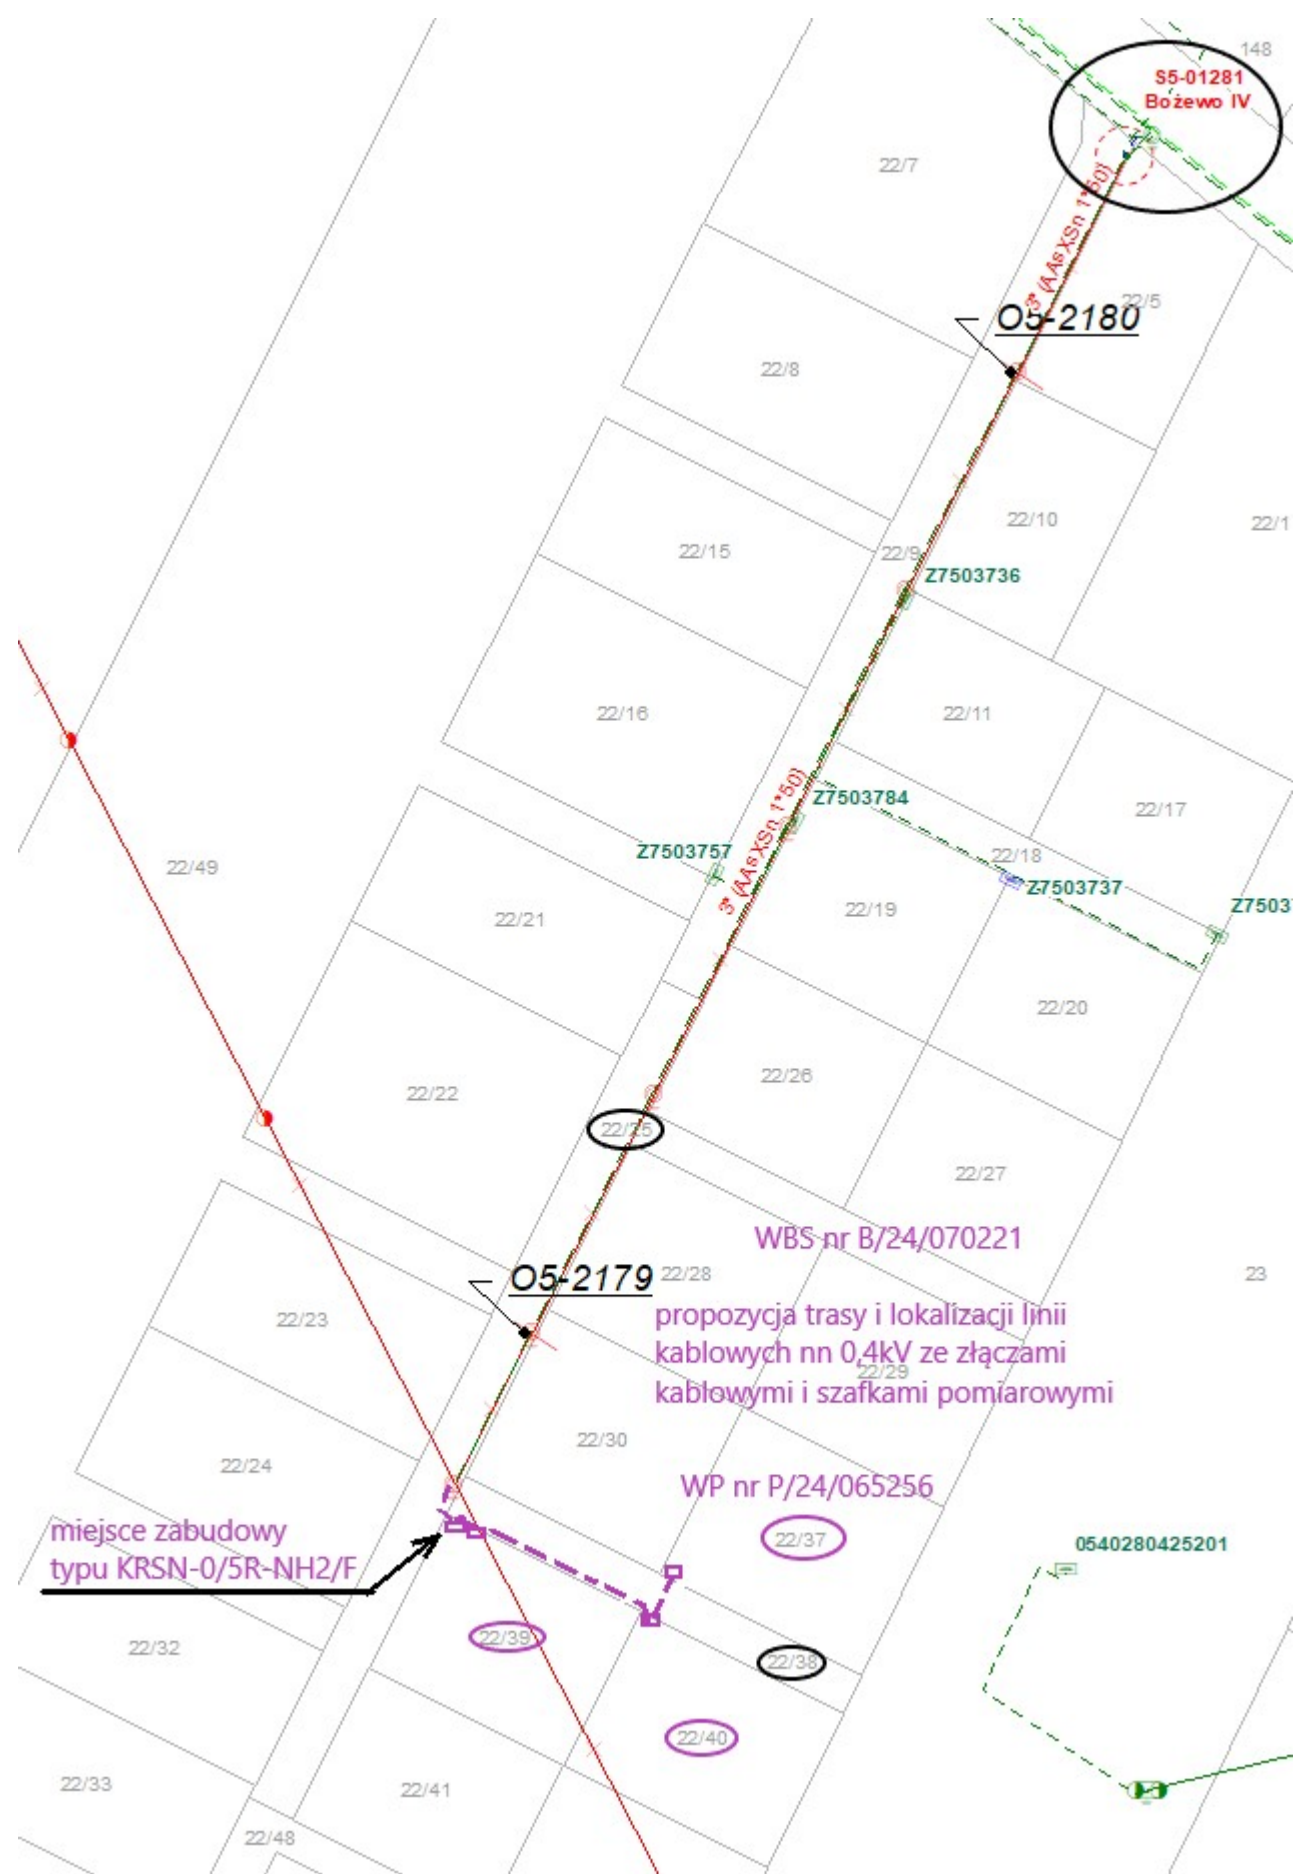 148
S5-01281
Bożewo IV
22/7
3* (AAsXSn 1*50)
22/5
O5-2180
22/8
22/10
22/1
22/15
22/9
Z7503736
22/16
22/11
3* (AAsXSn 1*50)
Z7503784
22/17
Z7503757
22/18
22/49
Z7503737
Z7503
22/21
22/19
22/20
22/26
22/22
22/25
22/27
WBS nr B/24/070221
O5-2179
22/28
23
22/23
propozycja trasy i lokalizacji linii
kablowych nn 0,4kV ze złączami
22/29
kablowymi i szafkami pomiarowymi
22/30
22/24
WP nr P/24/065256
miejsce zabudowy
typu KRSN-0/5R-NH2/F
22/37
0540280425201
22/32
22/39
22/38
22/40
22/33
22/41
22/48